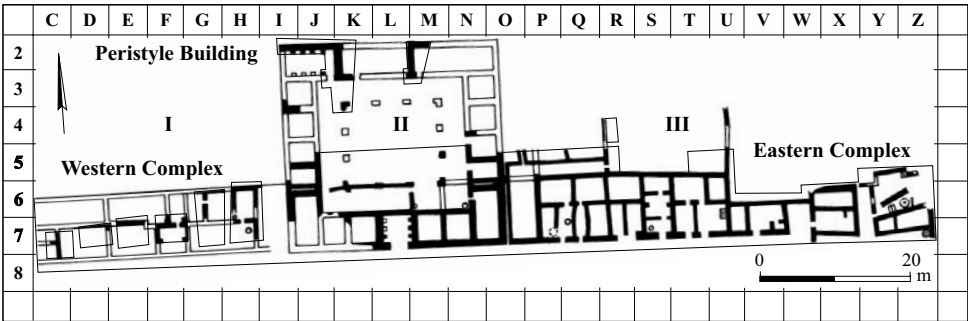 C D E F G H I J K L M N O P Q R S T U V W X Y Z
2 Peristyle Building
3
4 I II III
5 Western Complex Eastern Complex
6
7
8
0 20
m